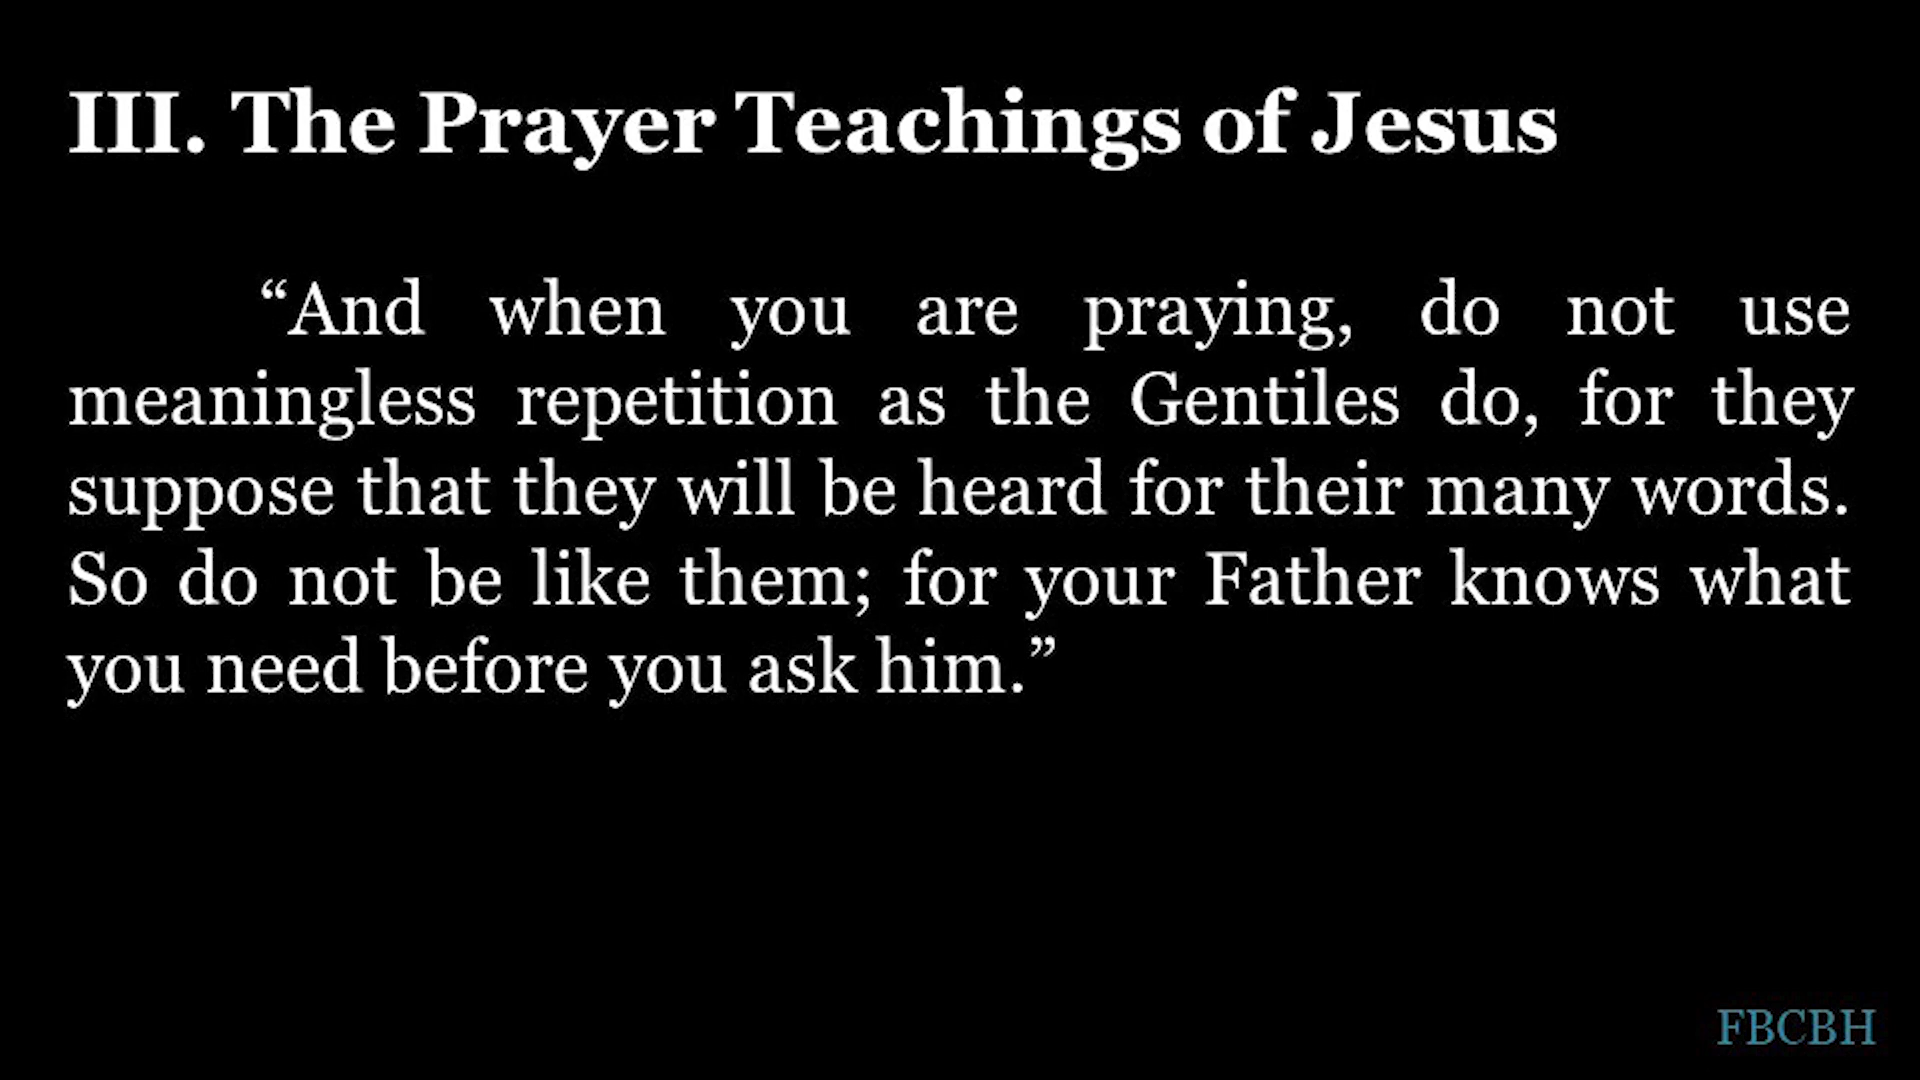 III. The Prayer Teachings of Jesus
“And when you are praying, do not use
meaningless repetition as the Gentiles do, for they
suppose that they will be heard for their many words.
So do not be like them; for your Father knows what
you need before you ask him.”
FBCBH